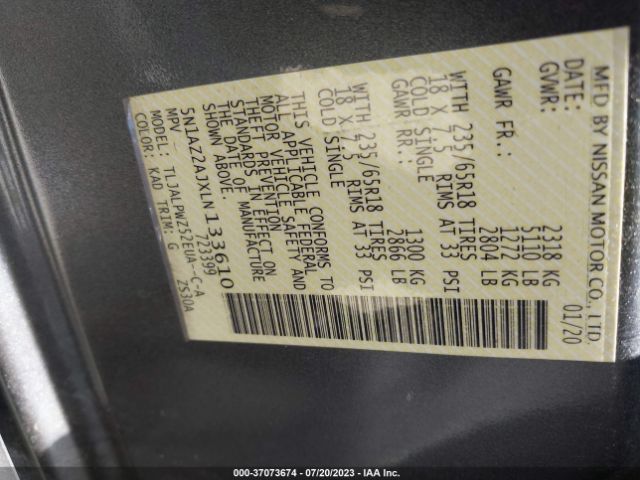 MFD BY NISSAN MOTOR CO., LTD.
DATE: 01/20
GVWR: 2318 KG
5110 LB
GAWR FR.: 1272 KG
2804 LB
WITH 235/65R18 TIRES
18 X 7.5 RIMS AT 33 PSI
COLD SINGLE
GAWR RR.: 1300 KG
2866 LB
WITH 235/65R18 TIRES
18 X 7.5 RIMS AT 33 PSI
COLD SINGLE
THIS VEHICLE CONFORMS TO
ALL APPLICABLE FEDERAL
MOTOR VEHICLE SAFETY AND
THEFT PREVENTION
STANDARDS IN EFFECT ON
THE DATE OF MANUFACTURE
SHOWN ABOVE.
5N1AZ2AJXLN133610
MPV 723399
MODEL: TLJALPWZ52EUA--C-A
COLOR: KAD TRIM: G ZS30A
000-37073674 / 07/20/2023 / IAA Inc.